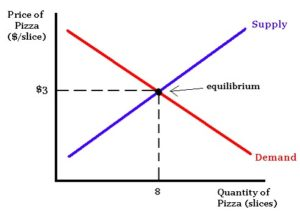 Price of
Pizza
($/slice)
Supply
$3
equilibrium
Demand
8
Quantity of
Pizza (slices)